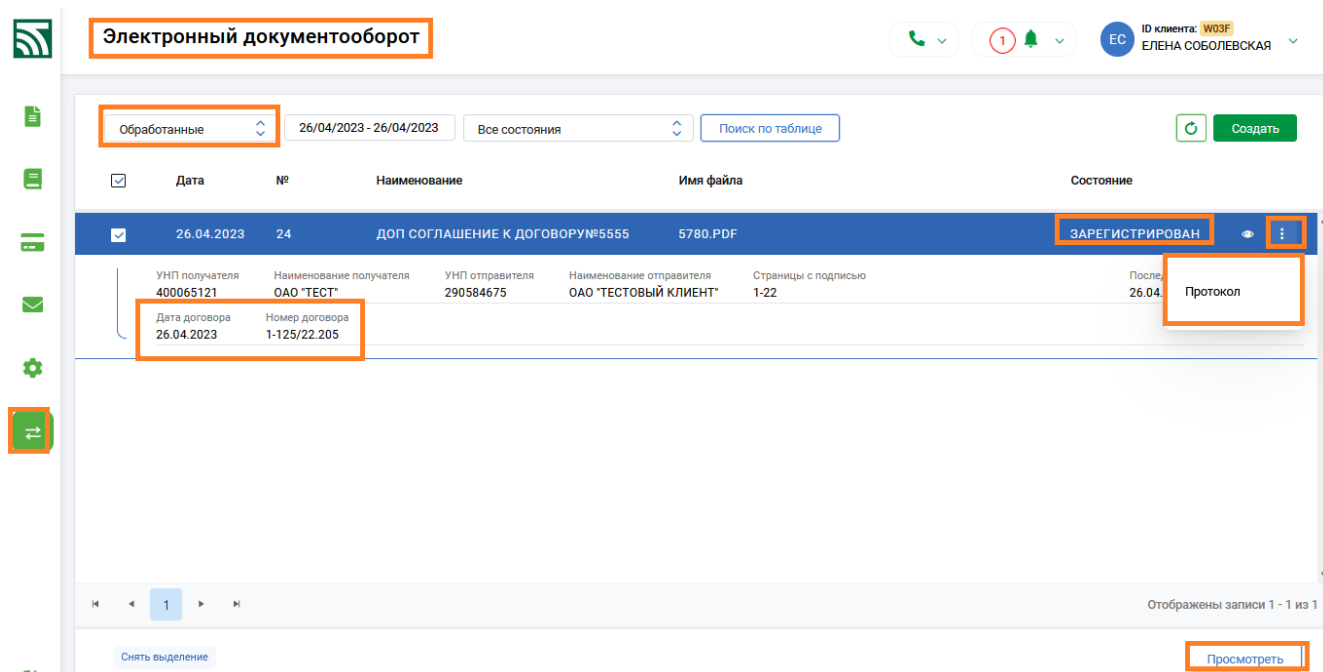 Электронный документооборот
1
ЕС
ID клиента: W03F
ЕЛЕНА СОБОЛЕВСКАЯ
Обработанные
26/04/2023 - 26/04/2023
Все состояния
Поиск по таблице
Создать
Дата № Наименование Имя файла Состояние
26.04.2023 24 ДОП СОГЛАШЕНИЕ К ДОГОВОРУ№5555 5780.PDF ЗАРЕГИСТРИРОВАН
УНП получателя Наименование получателя УНП отправителя Наименование отправителя Страницы с подписью
400065121 ОАО "ТЕСТ" 290584675 ОАО "ТЕСТОВЫЙ КЛИЕНТ" 1-22 26.04.
Протокол
Дата договора Номер договора
26.04.2023 1-125/22.205
1
Отображены записи 1 - 1 из 1
Снять выделение
Просмотреть